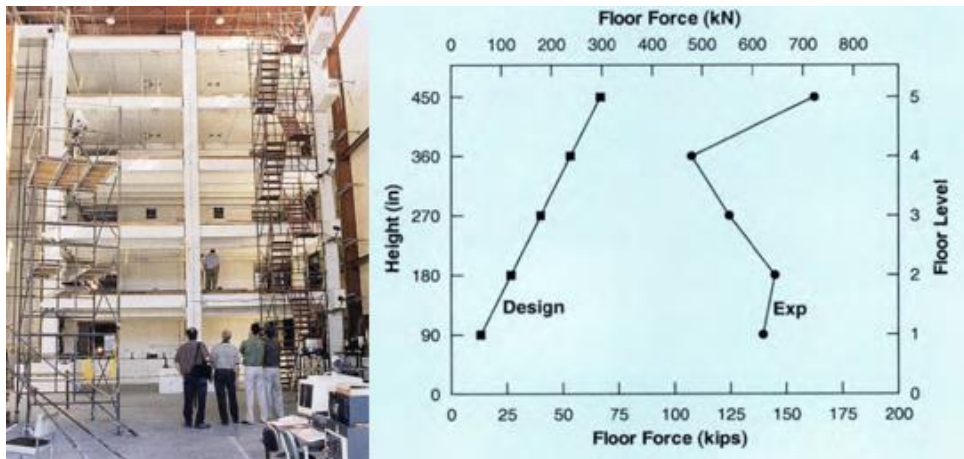 Floor Force (kN)
0 100 200 300 400 500 600 700 800
450
360
270
180
90
0
Height (in)
Design
Exp
5
4
3
2
1
0
Floor Level
0 25 50 75 100 125 150 175 200
Floor Force (kips)